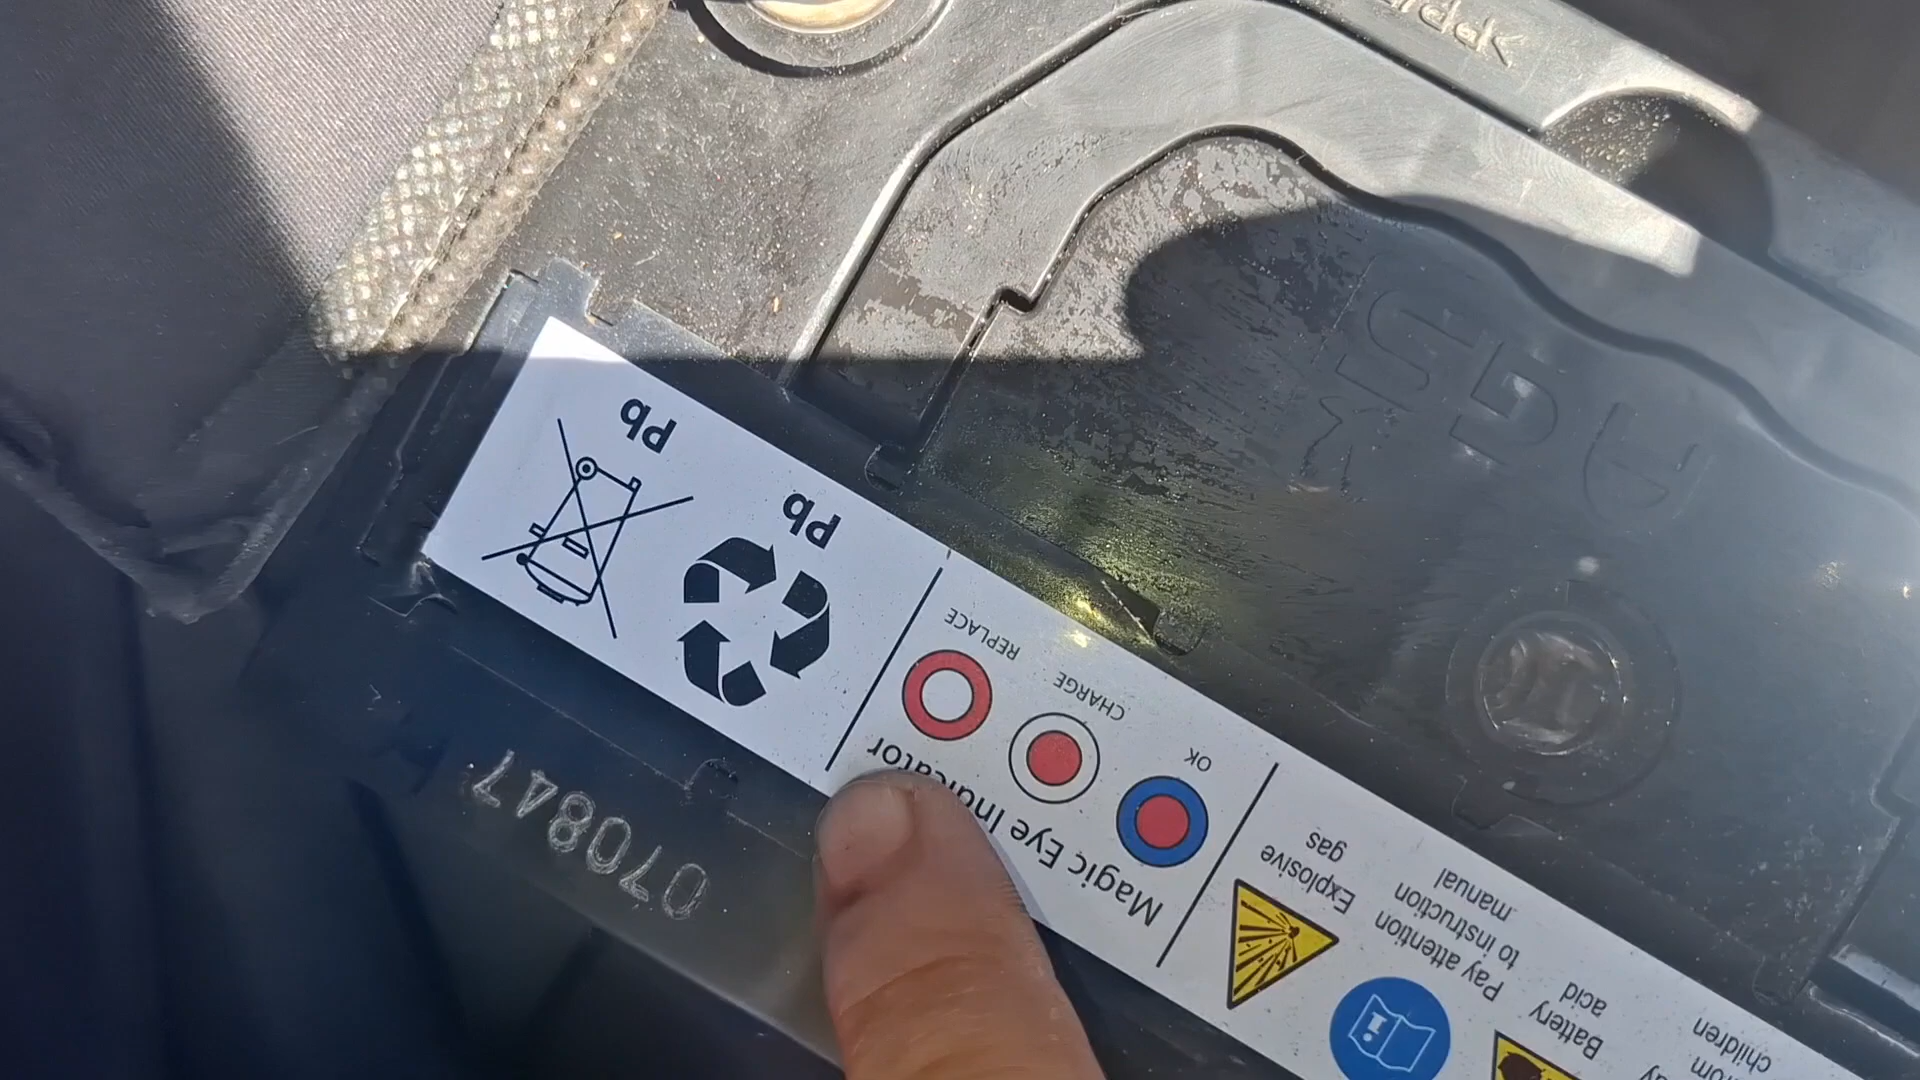 children
Battery
acid
Pay attention
to instruction
manual
Explosive
gas
Magic Eye Indicator
OK
CHARGE
REPLACE
Pb
Pb
070847